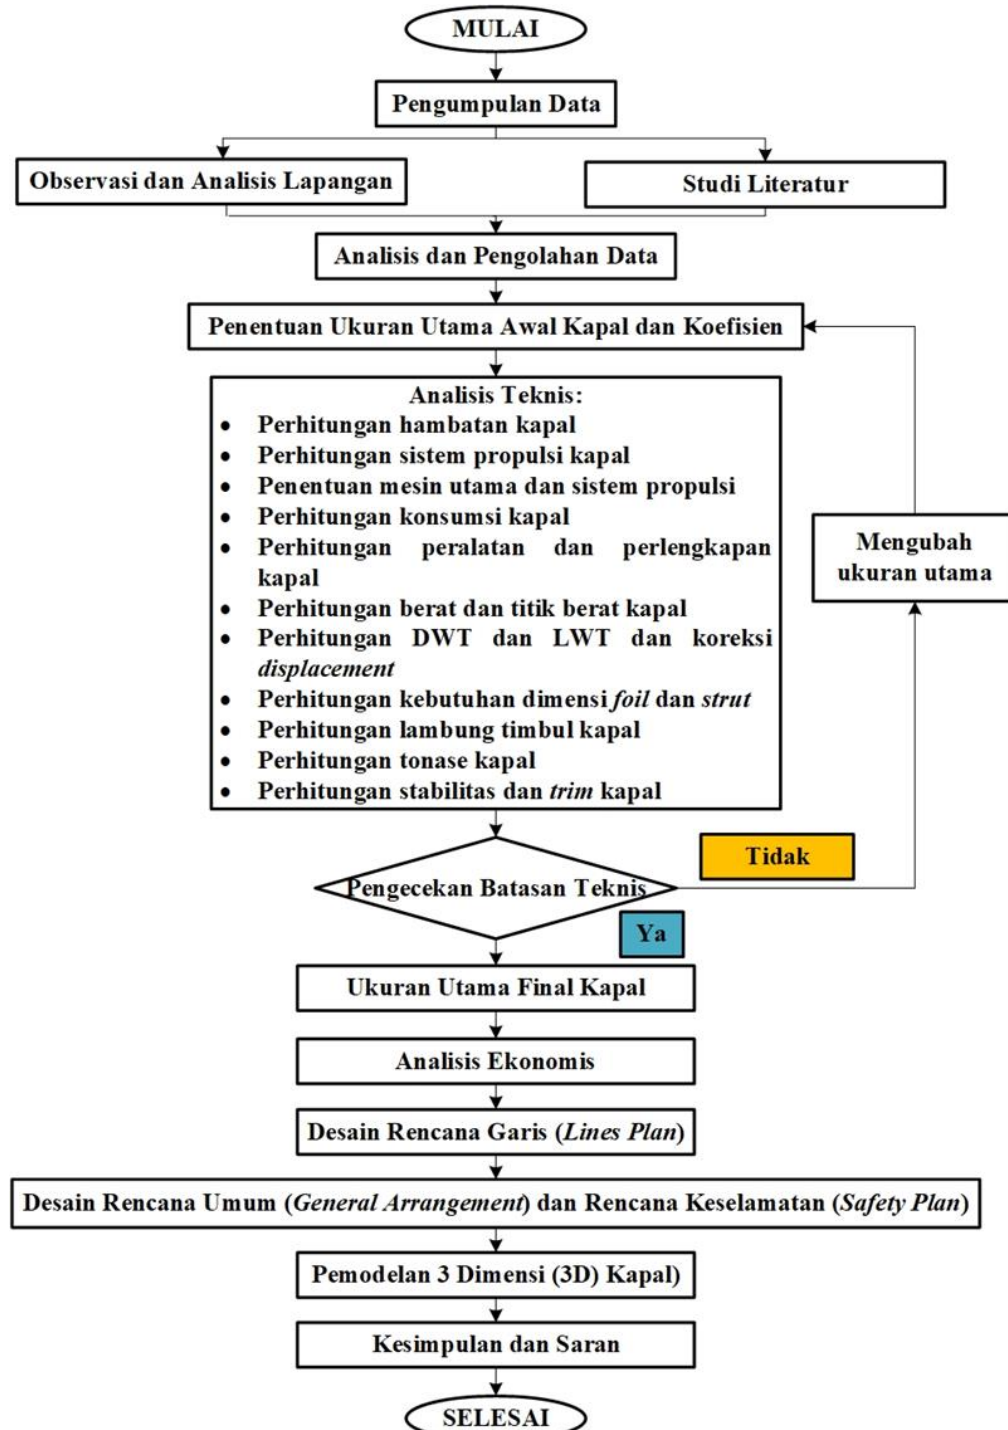 MULAI
Pengumpulan Data
Observasi dan Analisis Lapangan
Studi Literatur
Analisis dan Pengolahan Data
Penentuan Ukuran Utama Awal Kapal dan Koefisien
Analisis Teknis:
• Perhitungan hambatan kapal
• Perhitungan sistem propulsi kapal
• Penentuan mesin utama dan sistem propulsi
• Perhitungan konsumsi kapal
• Perhitungan peralatan dan perlengkapan
kapal
• Perhitungan berat dan titik berat kapal
• Perhitungan DWT dan LWT dan koreksi
displacement
• Perhitungan kebutuhan dimensi foil dan strut
• Perhitungan lambung timbul kapal
• Perhitungan tonase kapal
• Perhitungan stabilitas dan trim kapal
Mengubah
ukuran utama
Tidak
Pengecekan Batasan Teknis
Ya
Ukuran Utama Final Kapal
Analisis Ekonomis
Desain Rencana Garis (Lines Plan)
Desain Rencana Umum (General Arrangement) dan Rencana Keselamatan (Safety Plan)
Pemodelan 3 Dimensi (3D) Kapal)
Kesimpulan dan Saran
SELESAI